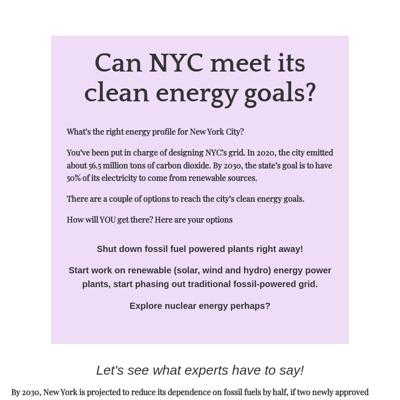 Can NYC meet its
clean energy goals?
What's the right energy profile for New York City?
You've been put in charge of designing NYC's grid. In 2020, the city emitted
about 56.5 million tons of carbon dioxide. By 2030, the state's goal is to have
50% of its electricity to come from renewable sources.
There are a couple of options to reach the city's clean energy goals.
How will YOU get there? Here are your options
Shut down fossil fuel powered plants right away!
Start work on renewable (solar, wind and hydro) energy power
plants, start phasing out traditional fossil-powered grid.
Explore nuclear energy perhaps?
Let's see what experts have to say!
By 2030, New York is projected to reduce its dependence on fossil fuels by half, if two newly approved